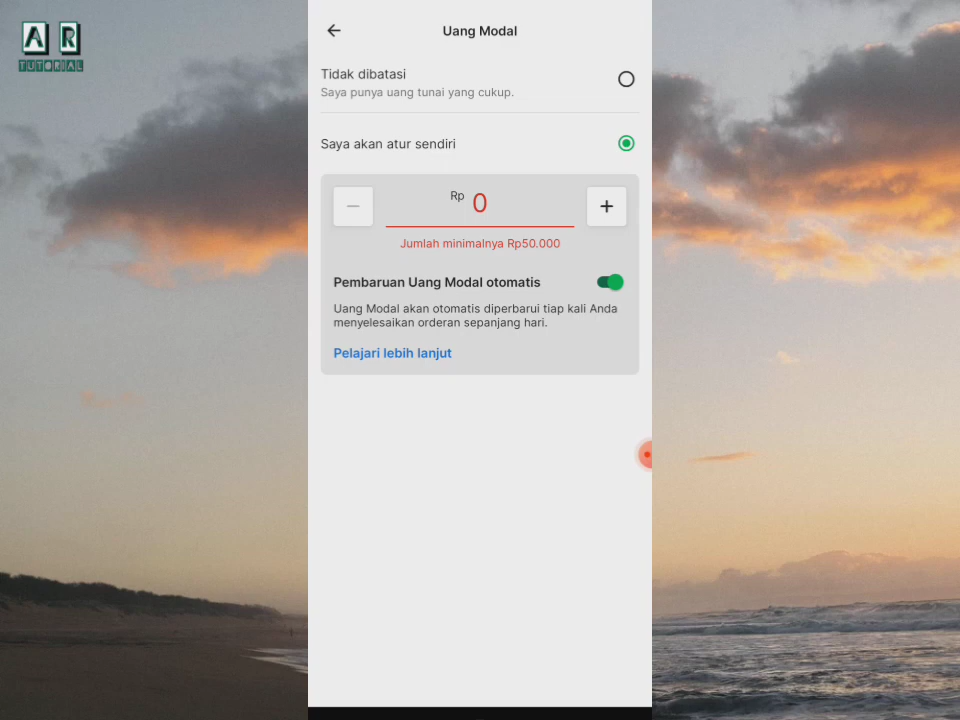 A R
TUTORIAL
Uang Modal
Tidak dibatasi
Saya punya uang tunai yang cukup.
Saya akan atur sendiri
Rp 0
Jumlah minimalnya Rp50.000
Pembaruan Uang Modal otomatis
Uang Modal akan otomatis diperbarui tiap kali Anda
menyelesaikan orderan sepanjang hari.
Pelajari lebih lanjut